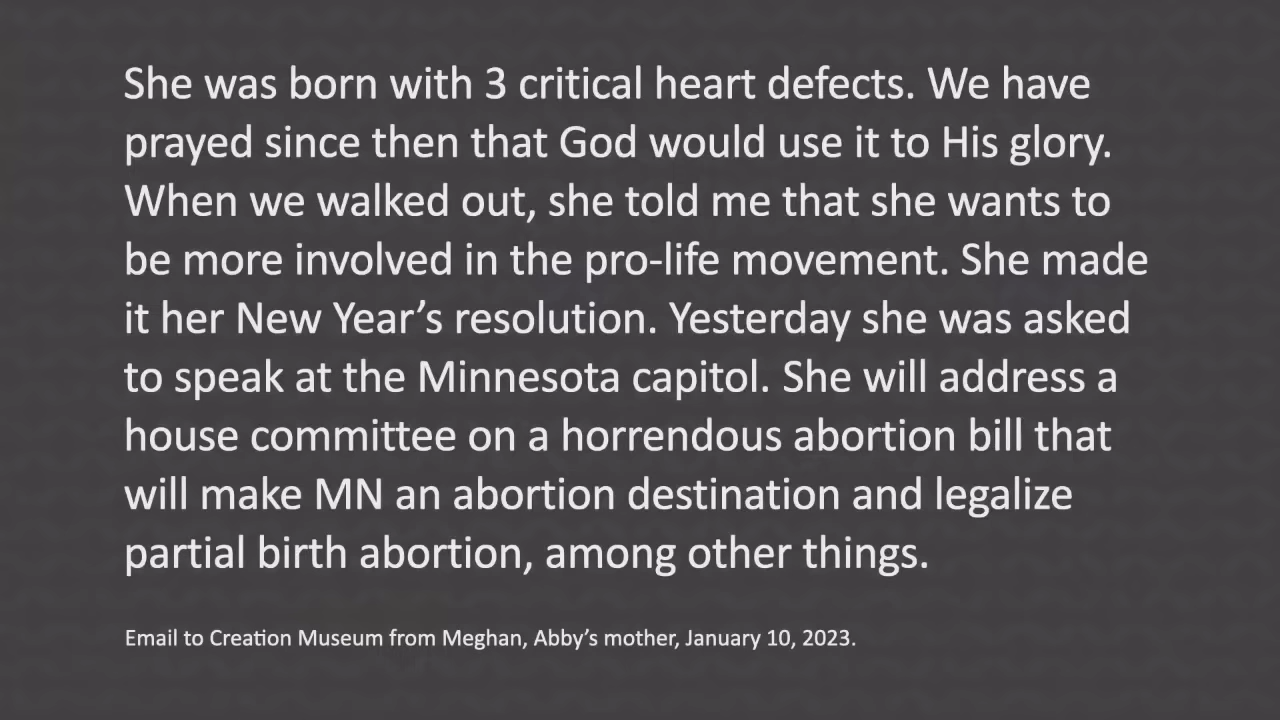 She was born with 3 critical heart defects. We have
prayed since then that God would use it to His glory.
When we walked out, she told me that she wants to
be more involved in the pro-life movement. She made
it her New Year’s resolution. Yesterday she was asked
to speak at the Minnesota capitol. She will address a
house committee on a horrendous abortion bill that
will make MN an abortion destination and legalize
partial birth abortion, among other things.
Email to Creation Museum from Meghan, Abby’s mother, January 10, 2023.